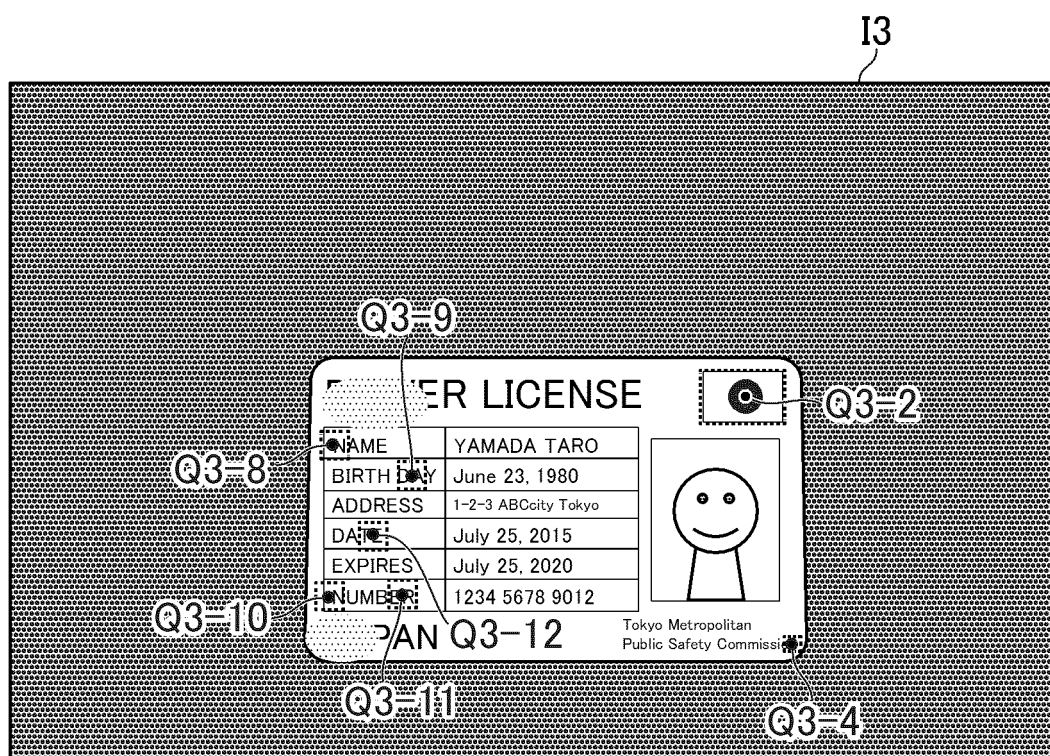 I3
Q3-9
ER LICENSE
Q3-2
NAME YAMADA TARO
Q3-8
BIRTH DAY June 23, 1980
ADDRESS 1-2-3 ABCcity Tokyo
DATE July 25, 2015
EXPIRES July 25, 2020
NUMBER 1234 5678 9012
Q3-10
PAN
Q3-12
Tokyo Metropolitan
Public Safety Commissi
Q3-11
Q3-4